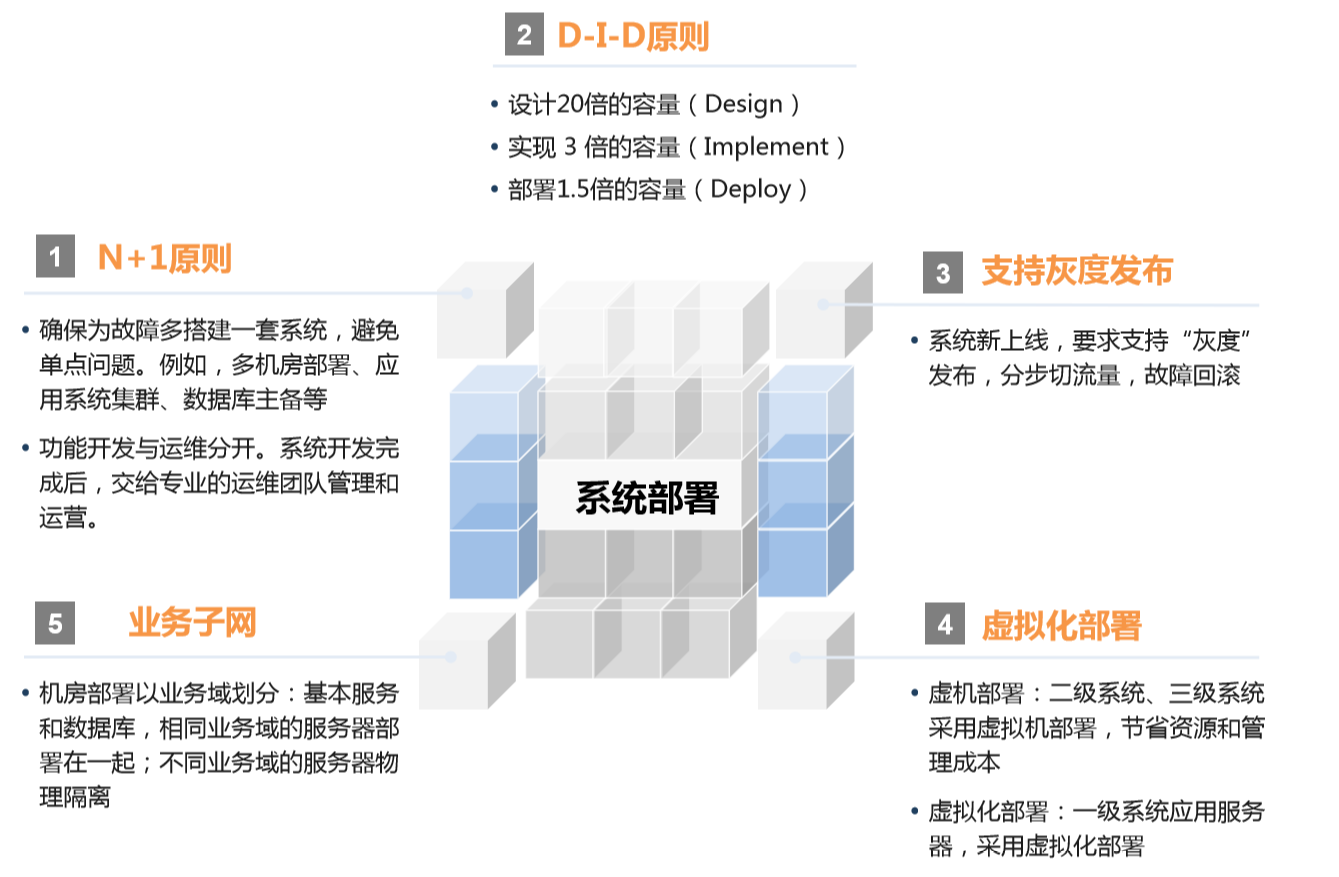 2 D-I-D原则
• 设计20倍的容量（Design）
• 实现 3 倍的容量（Implement）
• 部署1.5倍的容量（Deploy）
1 N+1原则
• 确保为故障多搭建一套系统，避免
单点问题。例如，多机房部署、应
用系统集群、数据库主备等
• 功能开发与运维分开。系统开发完
成后，交给专业的运维团队管理和
运营。
3 支持灰度发布
• 系统新上线，要求支持“灰度”
发布，分步切流量，故障回滚
系统部署
5 业务子网
• 机房部署以业务域划分：基本服务
和数据库，相同业务域的服务器部
署在一起；不同业务域的服务器物
理隔离
4 虚拟化部署
• 虚机部署：二级系统、三级系统
采用虚拟机部署，节省资源和管
理成本
• 虚拟化部署：一级系统应用服务
器，采用虚拟化部署